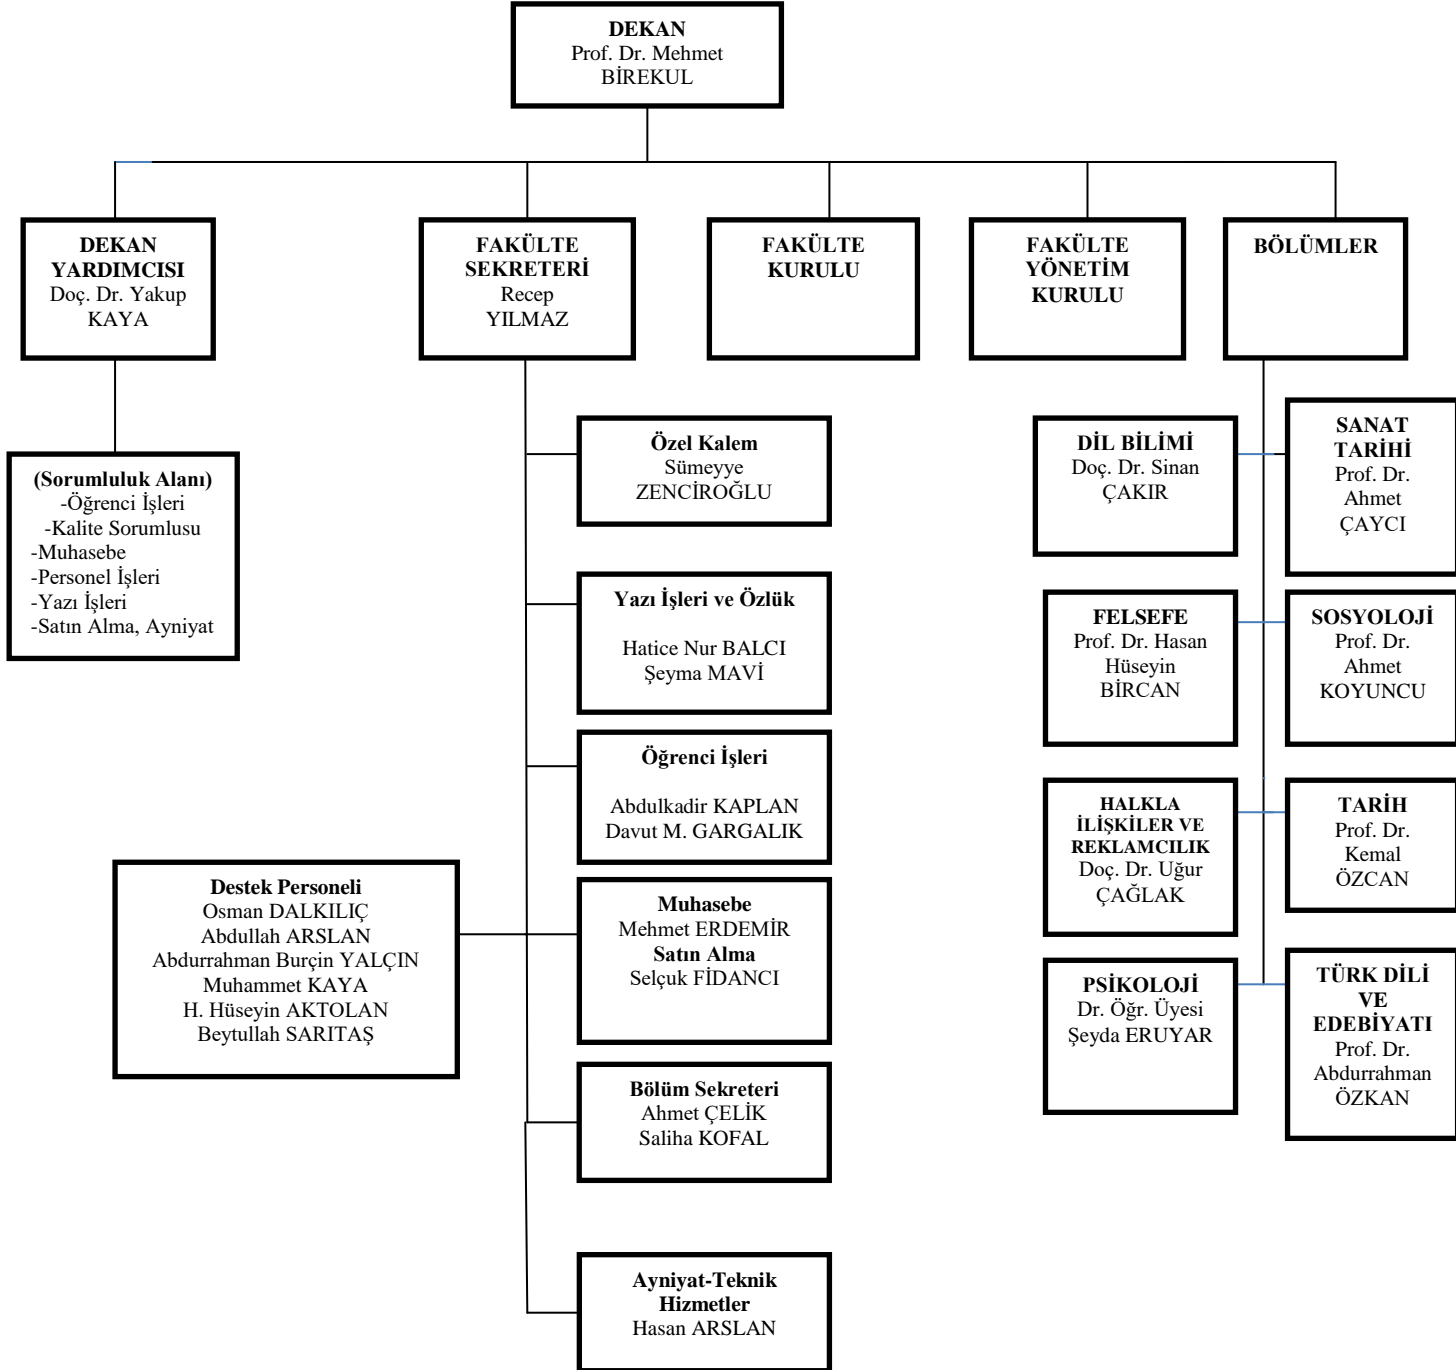 DEKAN
Prof. Dr. Mehmet
BİREKUL
DEKAN
YARDIMCISI
Doç. Dr. Yakup
KAYA
FAKÜLTE
SEKRETERİ
Recep
YILMAZ
FAKÜLTE
KURULU
FAKÜLTE
YÖNETİM
KURULU
BÖLÜMLER
(Sorumluluk Alanı)
-Öğrenci İşleri
-Kalite Sorumlusu
-Muhasebe
-Personel İşleri
-Yazı İşleri
-Satın Alma, Ayniyat
Özel Kalem
Sümeyye
ZENCİROĞLU
Yazı İşleri ve Özlük
Hatice Nur BALCI
Şeyma MAVİ
Öğrenci İşleri
Abdulkadir KAPLAN
Davut M. GARGALIK
Destek Personeli
Osman DALKILIÇ
Abdullah ARSLAN
Abdurrahman Burçin YALÇIN
Muhammet KAYA
H. Hüseyin AKTOLAN
Beytullah SARITAŞ
Muhasebe
Mehmet ERDEMİR
Satın Alma
Selçuk FİDANCI
Bölüm Sekreteri
Ahmet ÇELİK
Saliha KOFAL
Ayniyat-Teknik
Hizmetler
Hasan ARSLAN
DİL BİLİMİ
Doç. Dr. Sinan
ÇAKIR
SANAT
TARİHİ
Prof. Dr.
Ahmet
ÇAYCI
FELSEFE
Prof. Dr. Hasan
Hüseyin
BİRCAN
SOSYOLOJİ
Prof. Dr.
Ahmet
KOYUNCU
HALKLA
İLİŞKİLER VE
REKLAMCILIK
Doç. Dr. Uğur
ÇAĞLAK
TARİH
Prof. Dr.
Kemal
ÖZCAN
PSİKOLOJİ
Dr. Öğr. Üyesi
Şeyda ERUYAR
TÜRK DİLİ
VE
EDEBİYATI
Prof. Dr.
Abdurrahman
ÖZKAN